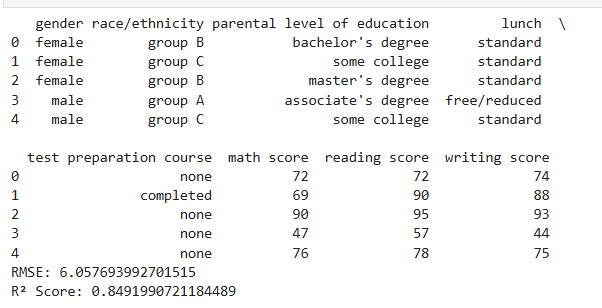 gender race/ethnicity parental level of education lunch \
0 female group B bachelor's degree standard
1 female group C some college standard
2 female group B master's degree standard
3 male group A associate's degree free/reduced
4 male group C some college standard
test preparation course math score reading score writing score
0 none 72 72 74
1 completed 69 90 88
2 none 90 95 93
3 none 47 57 44
4 none 76 78 75
RMSE: 6.057693992701515
R² Score: 0.8491990721184489